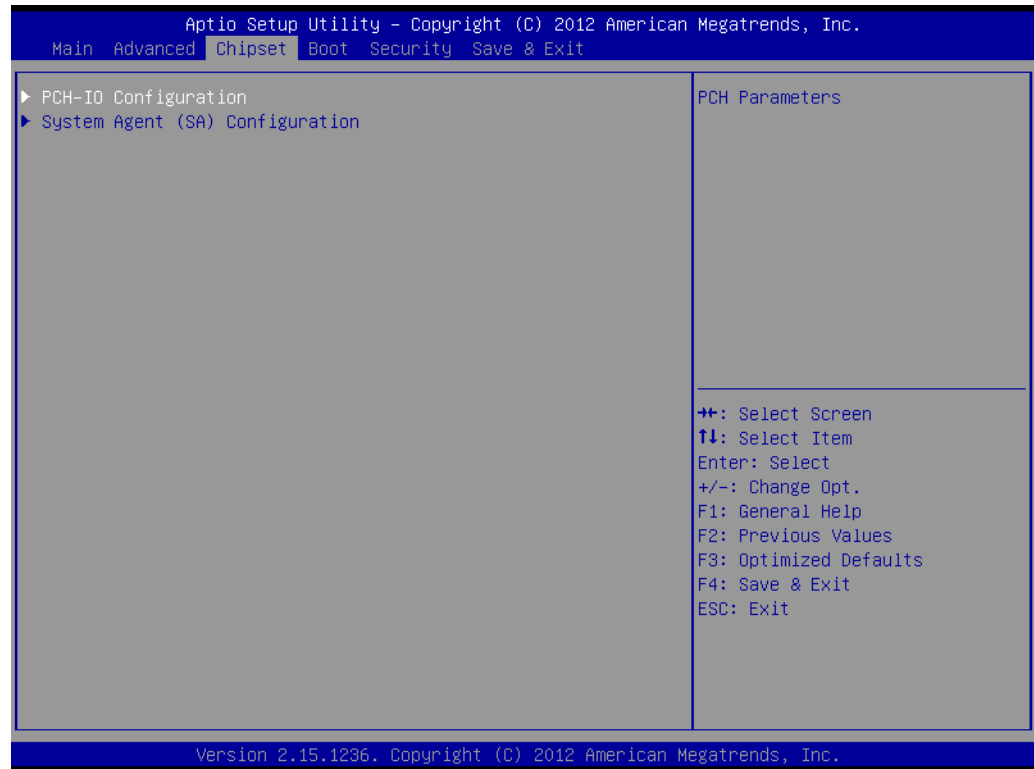 Aptio Setup Utility – Copyright (C) 2012 American Megatrends, Inc.
Main Advanced Chipset Boot Security Save & Exit
► PCH-IO Configuration
► System Agent (SA) Configuration
PCH Parameters
→←: Select Screen
↑↓: Select Item
Enter: Select
+/-: Change Opt.
F1: General Help
F2: Previous Values
F3: Optimized Defaults
F4: Save & Exit
ESC: Exit
Version 2.15.1236. Copyright (C) 2012 American Megatrends, Inc.